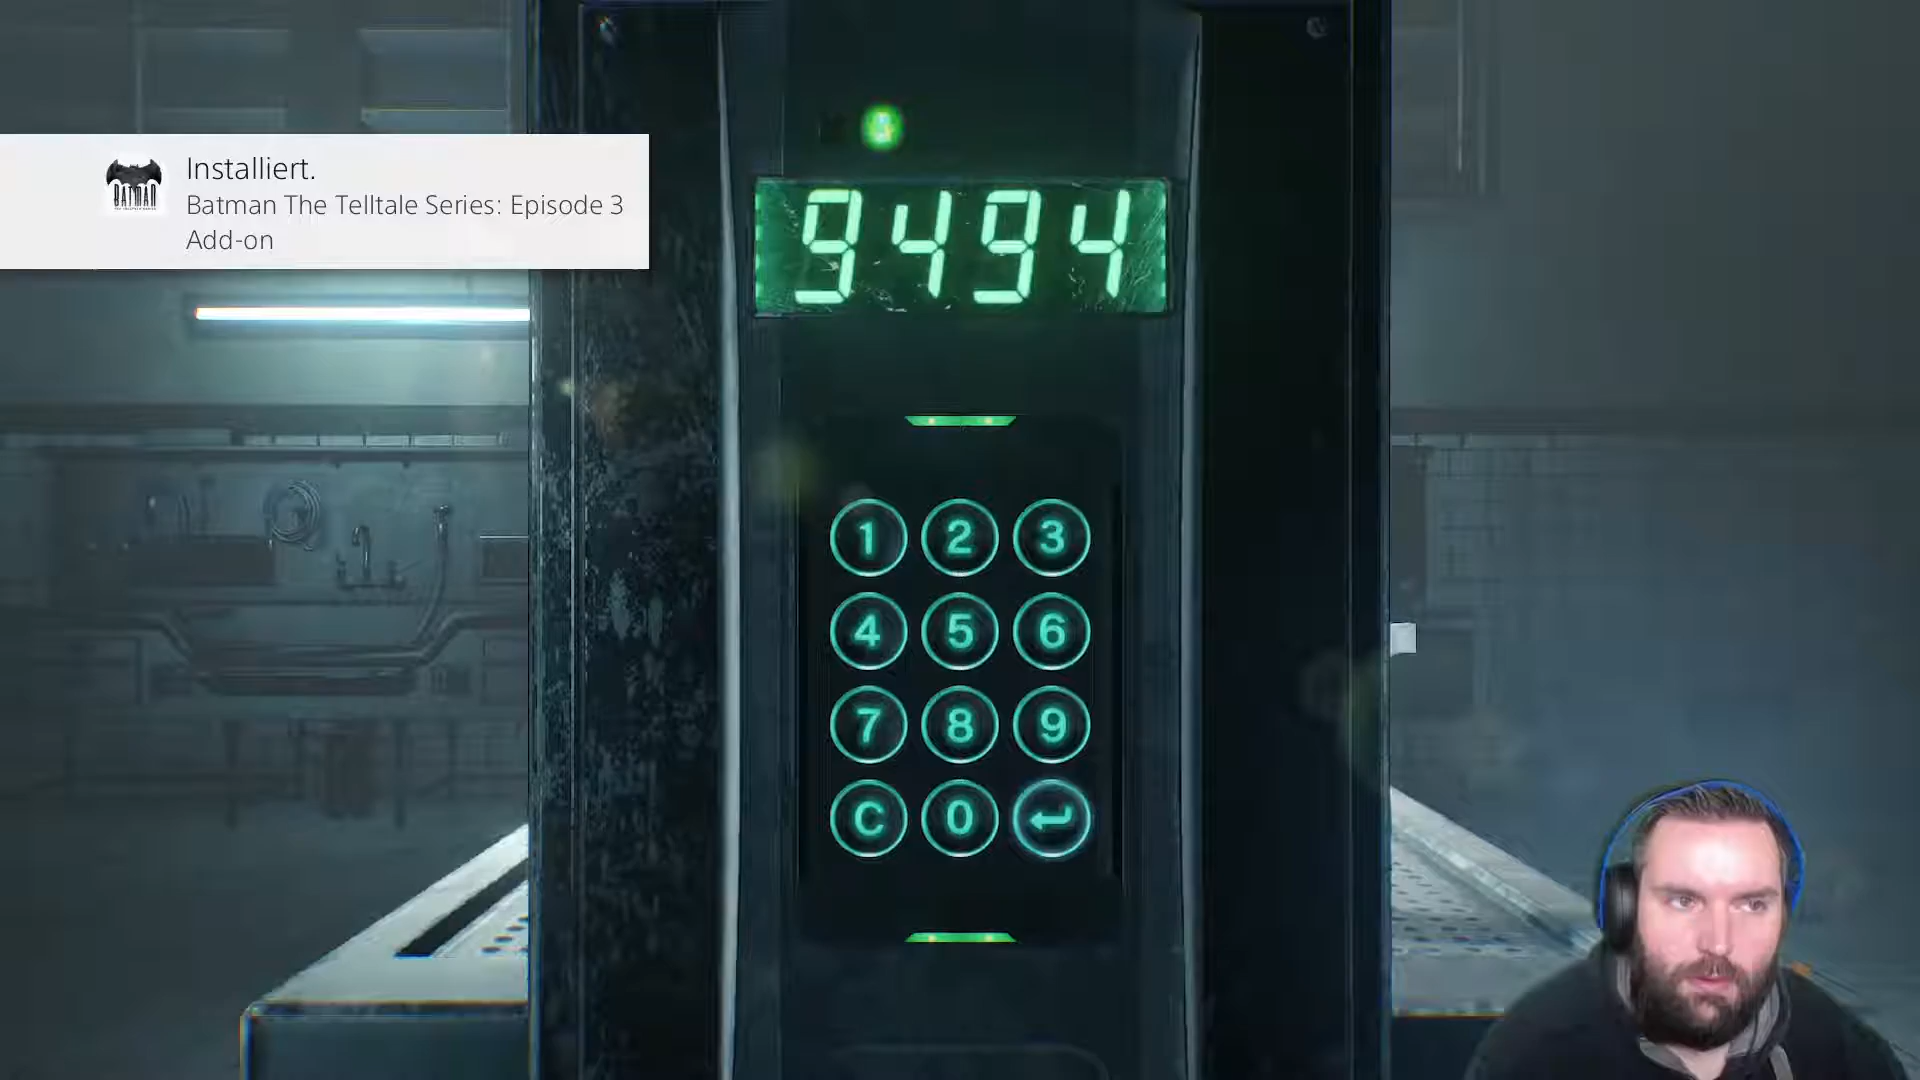 Installiert.
BATMAN
Batman The Telltale Series: Episode 3
Add-on
9494
1 2 3
4 5 6
7 8 9
C 0